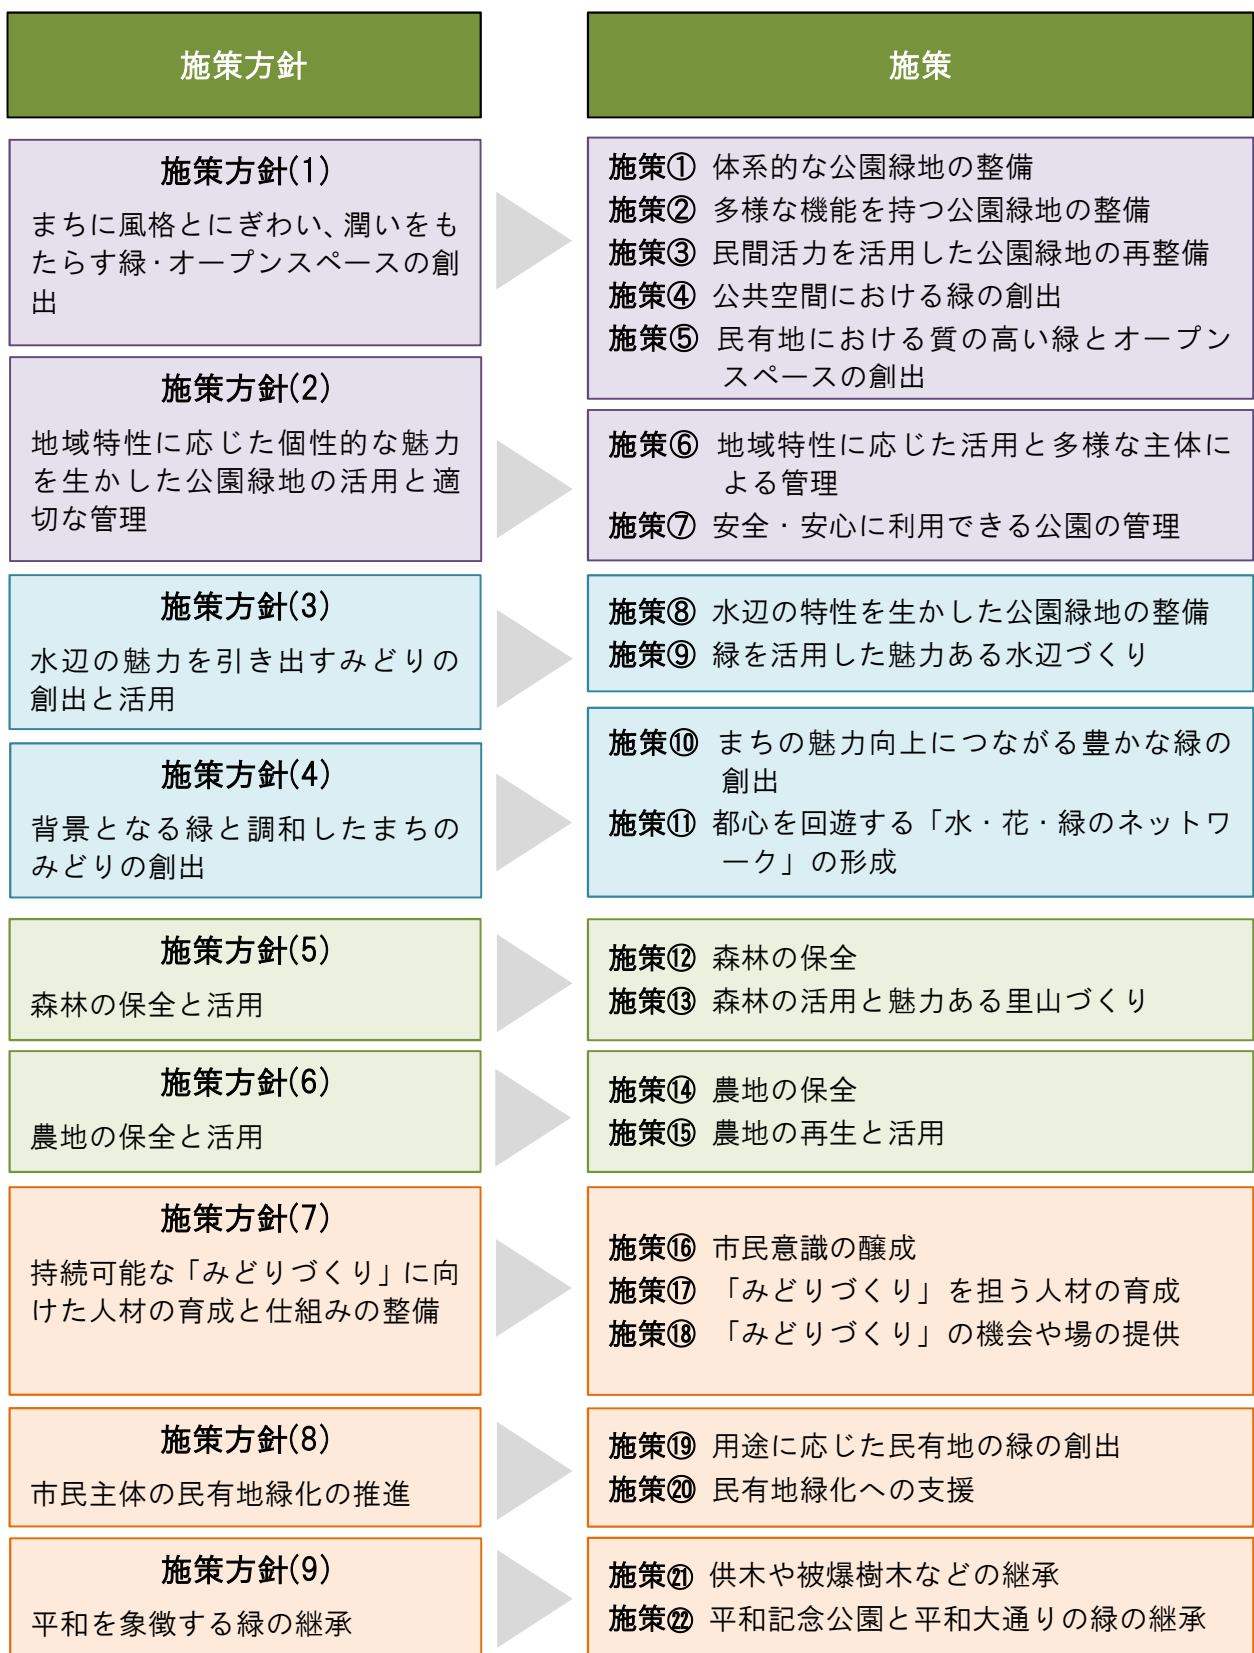 施策方針
施策
施策方針(1)
まちに風格とにぎわい、潤いをも
たらす緑・オープンスペースの創
出
施策① 体系的な公園緑地の整備
施策② 多様な機能を持つ公園緑地の整備
施策③ 民間活力を活用した公園緑地の再整備
施策④ 公共空間における緑の創出
施策⑤ 民有地における質の高い緑とオープン
スペースの創出
施策方針(2)
地域特性に応じた個性的な魅力
を生かした公園緑地の活用と適
切な管理
施策⑥ 地域特性に応じた活用と多様な主体に
よる管理
施策⑦ 安全・安心に利用できる公園の管理
施策方針(3)
水辺の魅力を引き出すみどりの
創出と活用
施策⑧ 水辺の特性を生かした公園緑地の整備
施策⑨ 緑を活用した魅力ある水辺づくり
施策方針(4)
背景となる緑と調和したまちの
みどりの創出
施策⑩ まちの魅力向上につながる豊かな緑の
創出
施策⑪ 都心を回遊する「水・花・緑のネットワ
ーク」の形成
施策方針(5)
森林の保全と活用
施策⑫ 森林の保全
施策⑬ 森林の活用と魅力ある里山づくり
施策方針(6)
農地の保全と活用
施策⑭ 農地の保全
施策⑮ 農地の再生と活用
施策方針(7)
持続可能な「みどりづくり」に向
けた人材の育成と仕組みの整備
施策⑯ 市民意識の醸成
施策⑰ 「みどりづくり」を担う人材の育成
施策⑱ 「みどりづくり」の機会や場の提供
施策方針(8)
市民主体の民有地緑化の推進
施策⑲ 用途に応じた民有地の緑の創出
施策⑳ 民有地緑化への支援
施策方針(9)
平和を象徴する緑の継承
施策㉑ 供木や被爆樹木などの継承
施策㉒ 平和記念公園と平和大通りの緑の継承